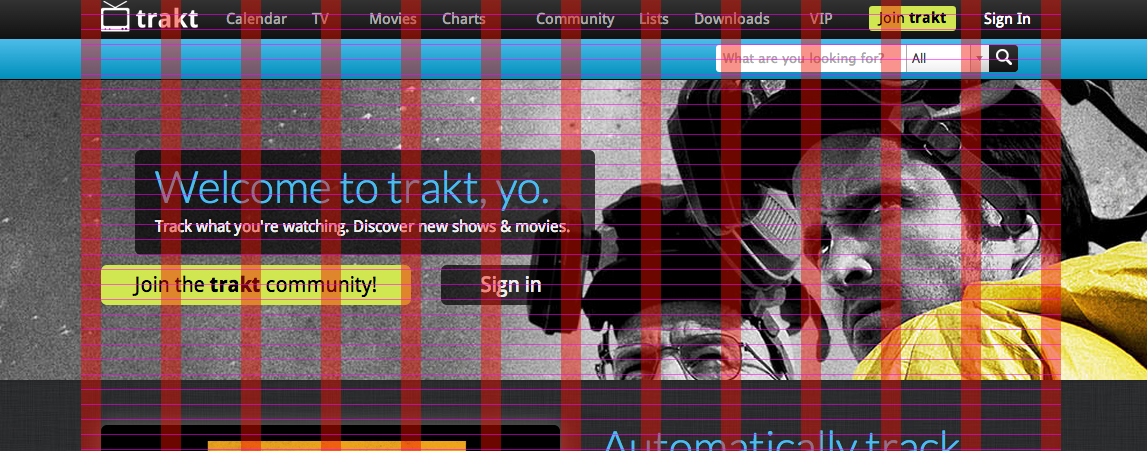 trakt Calendar TV Movies Charts Community Lists Downloads VIP Join trakt Sign In
What are you looking for? All
Welcome to trakt, yo.
Track what you're watching. Discover new shows & movies.
Join the trakt community! Sign in
Automatically track